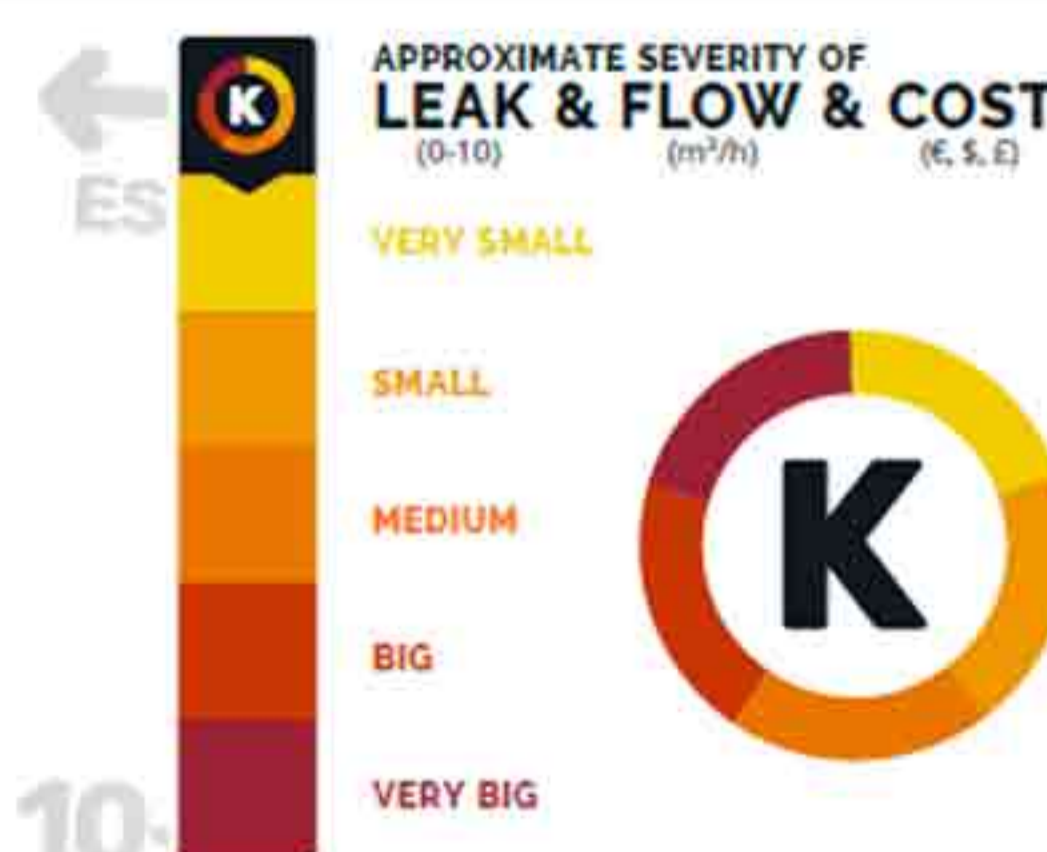 K
APPROXIMATE SEVERITY OF
LEAK & FLOW & COST
(0-10) (m³/h) (€, $, £)
ES
VERY SMALL
SMALL
MEDIUM
K
BIG
VERY BIG
10